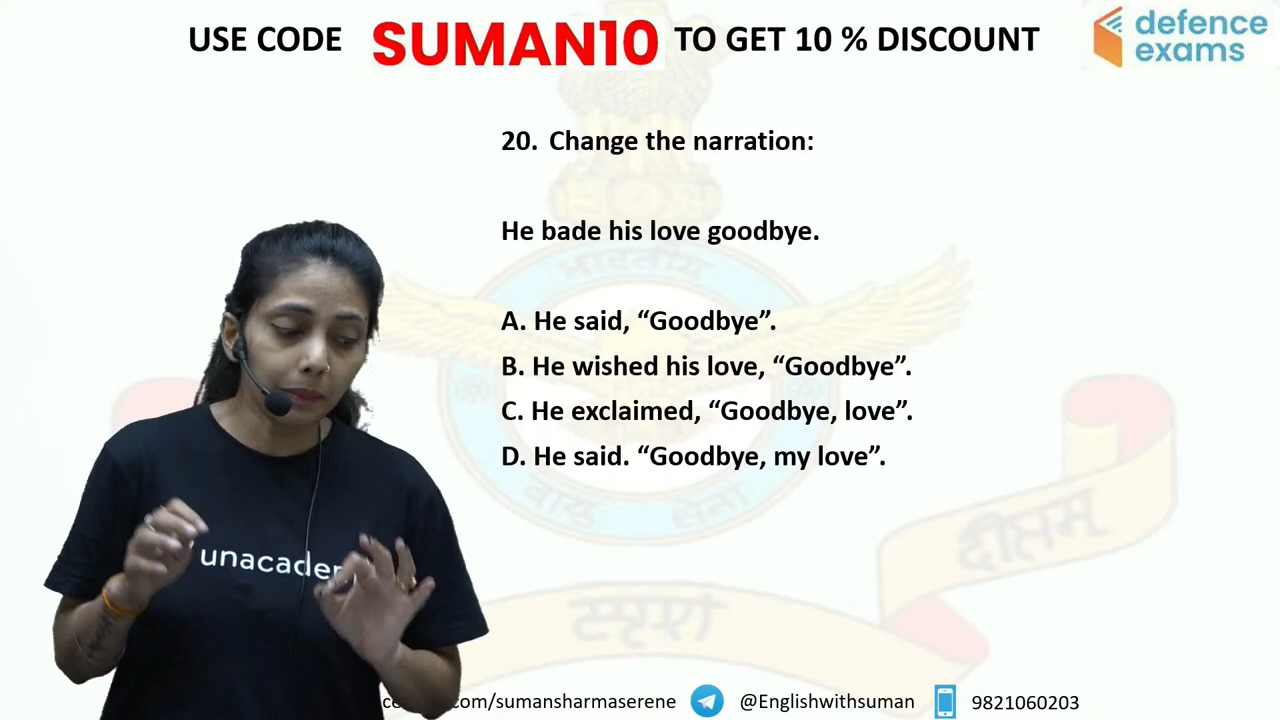 USE CODE SUMAN10 TO GET 10 % DISCOUNT
defence
exams
20. Change the narration:
He bade his love goodbye.
A. He said, “Goodbye”.
B. He wished his love, “Goodbye”.
C. He exclaimed, “Goodbye, love”.
D. He said. “Goodbye, my love”.
भारतीय
वायु सेना
दीप्तम्
स्पृशं
unacade
com/sumansharmaserene @Englishwithsuman 9821060203